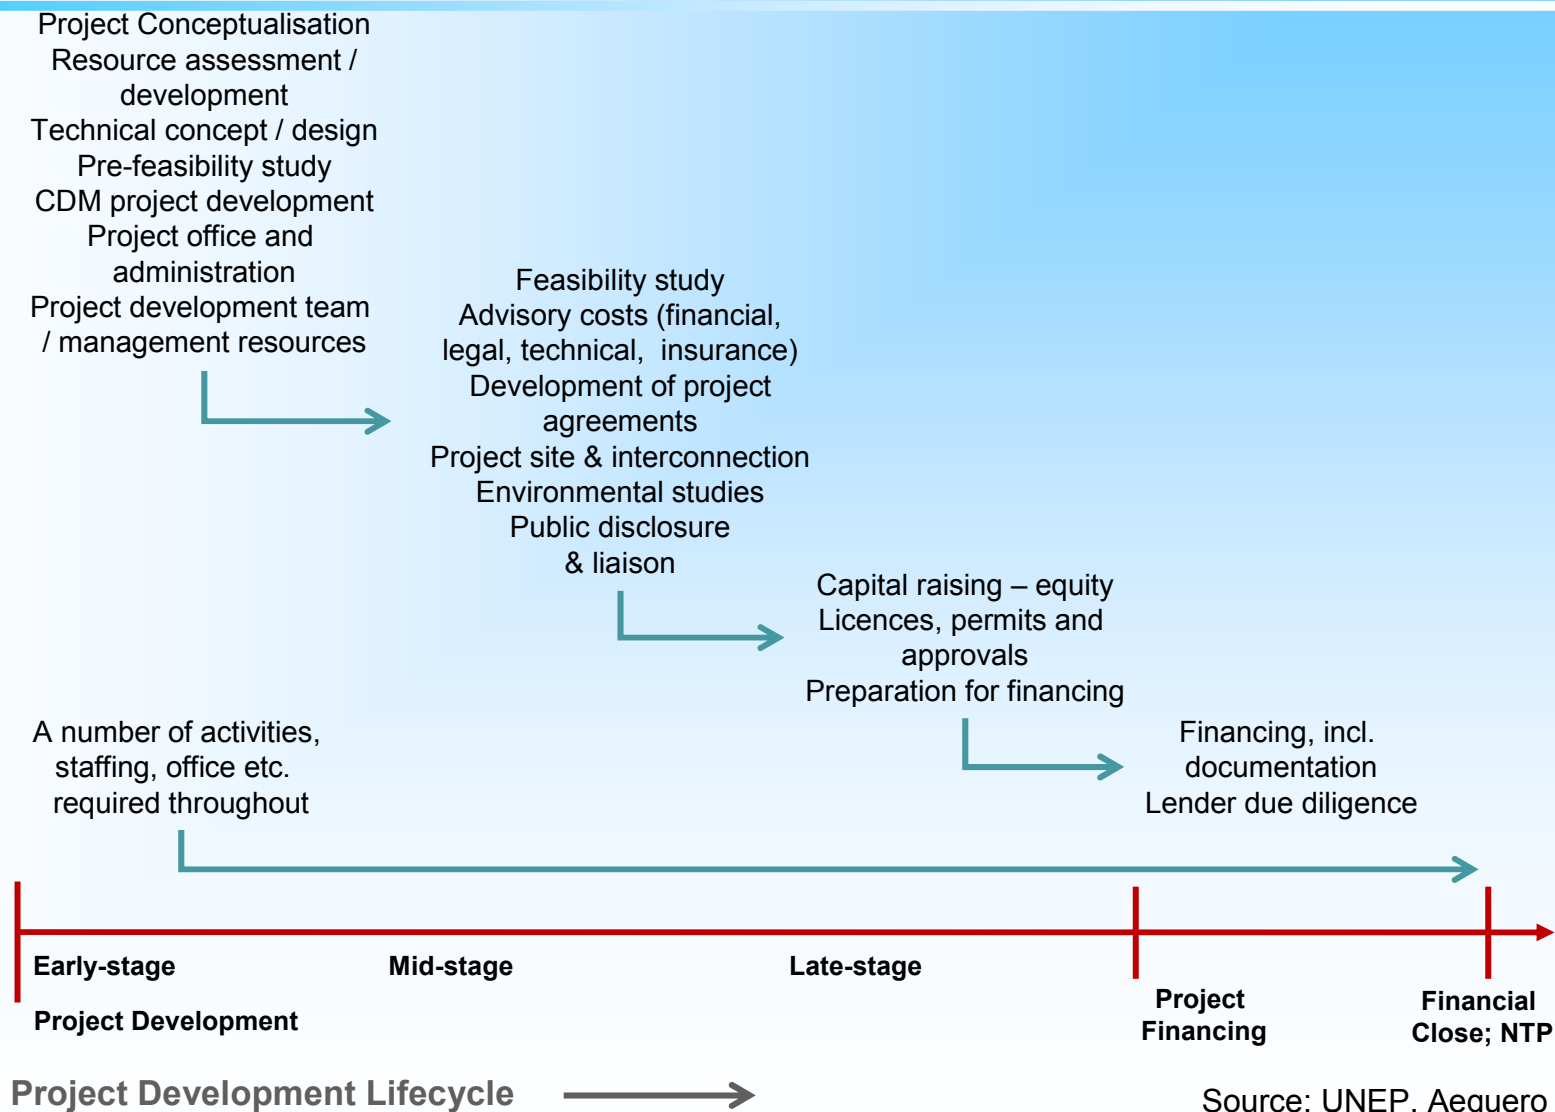 Project Conceptualisation
Resource assessment /
development
Technical concept / design
Pre-feasibility study
CDM project development
Project office and
administration
Project development team
/ management resources
Feasibility study
Advisory costs (financial,
legal, technical, insurance)
Development of project
agreements
Project site & interconnection
Environmental studies
Public disclosure
& liaison
Capital raising – equity
Licences, permits and
approvals
Preparation for financing
A number of activities,
staffing, office etc.
required throughout
Financing, incl.
documentation
Lender due diligence
Early-stage
Mid-stage
Late-stage
Project Development
Project
Financing
Financial
Close; NTP
Project Development Lifecycle
Source: UNEP, Aequero